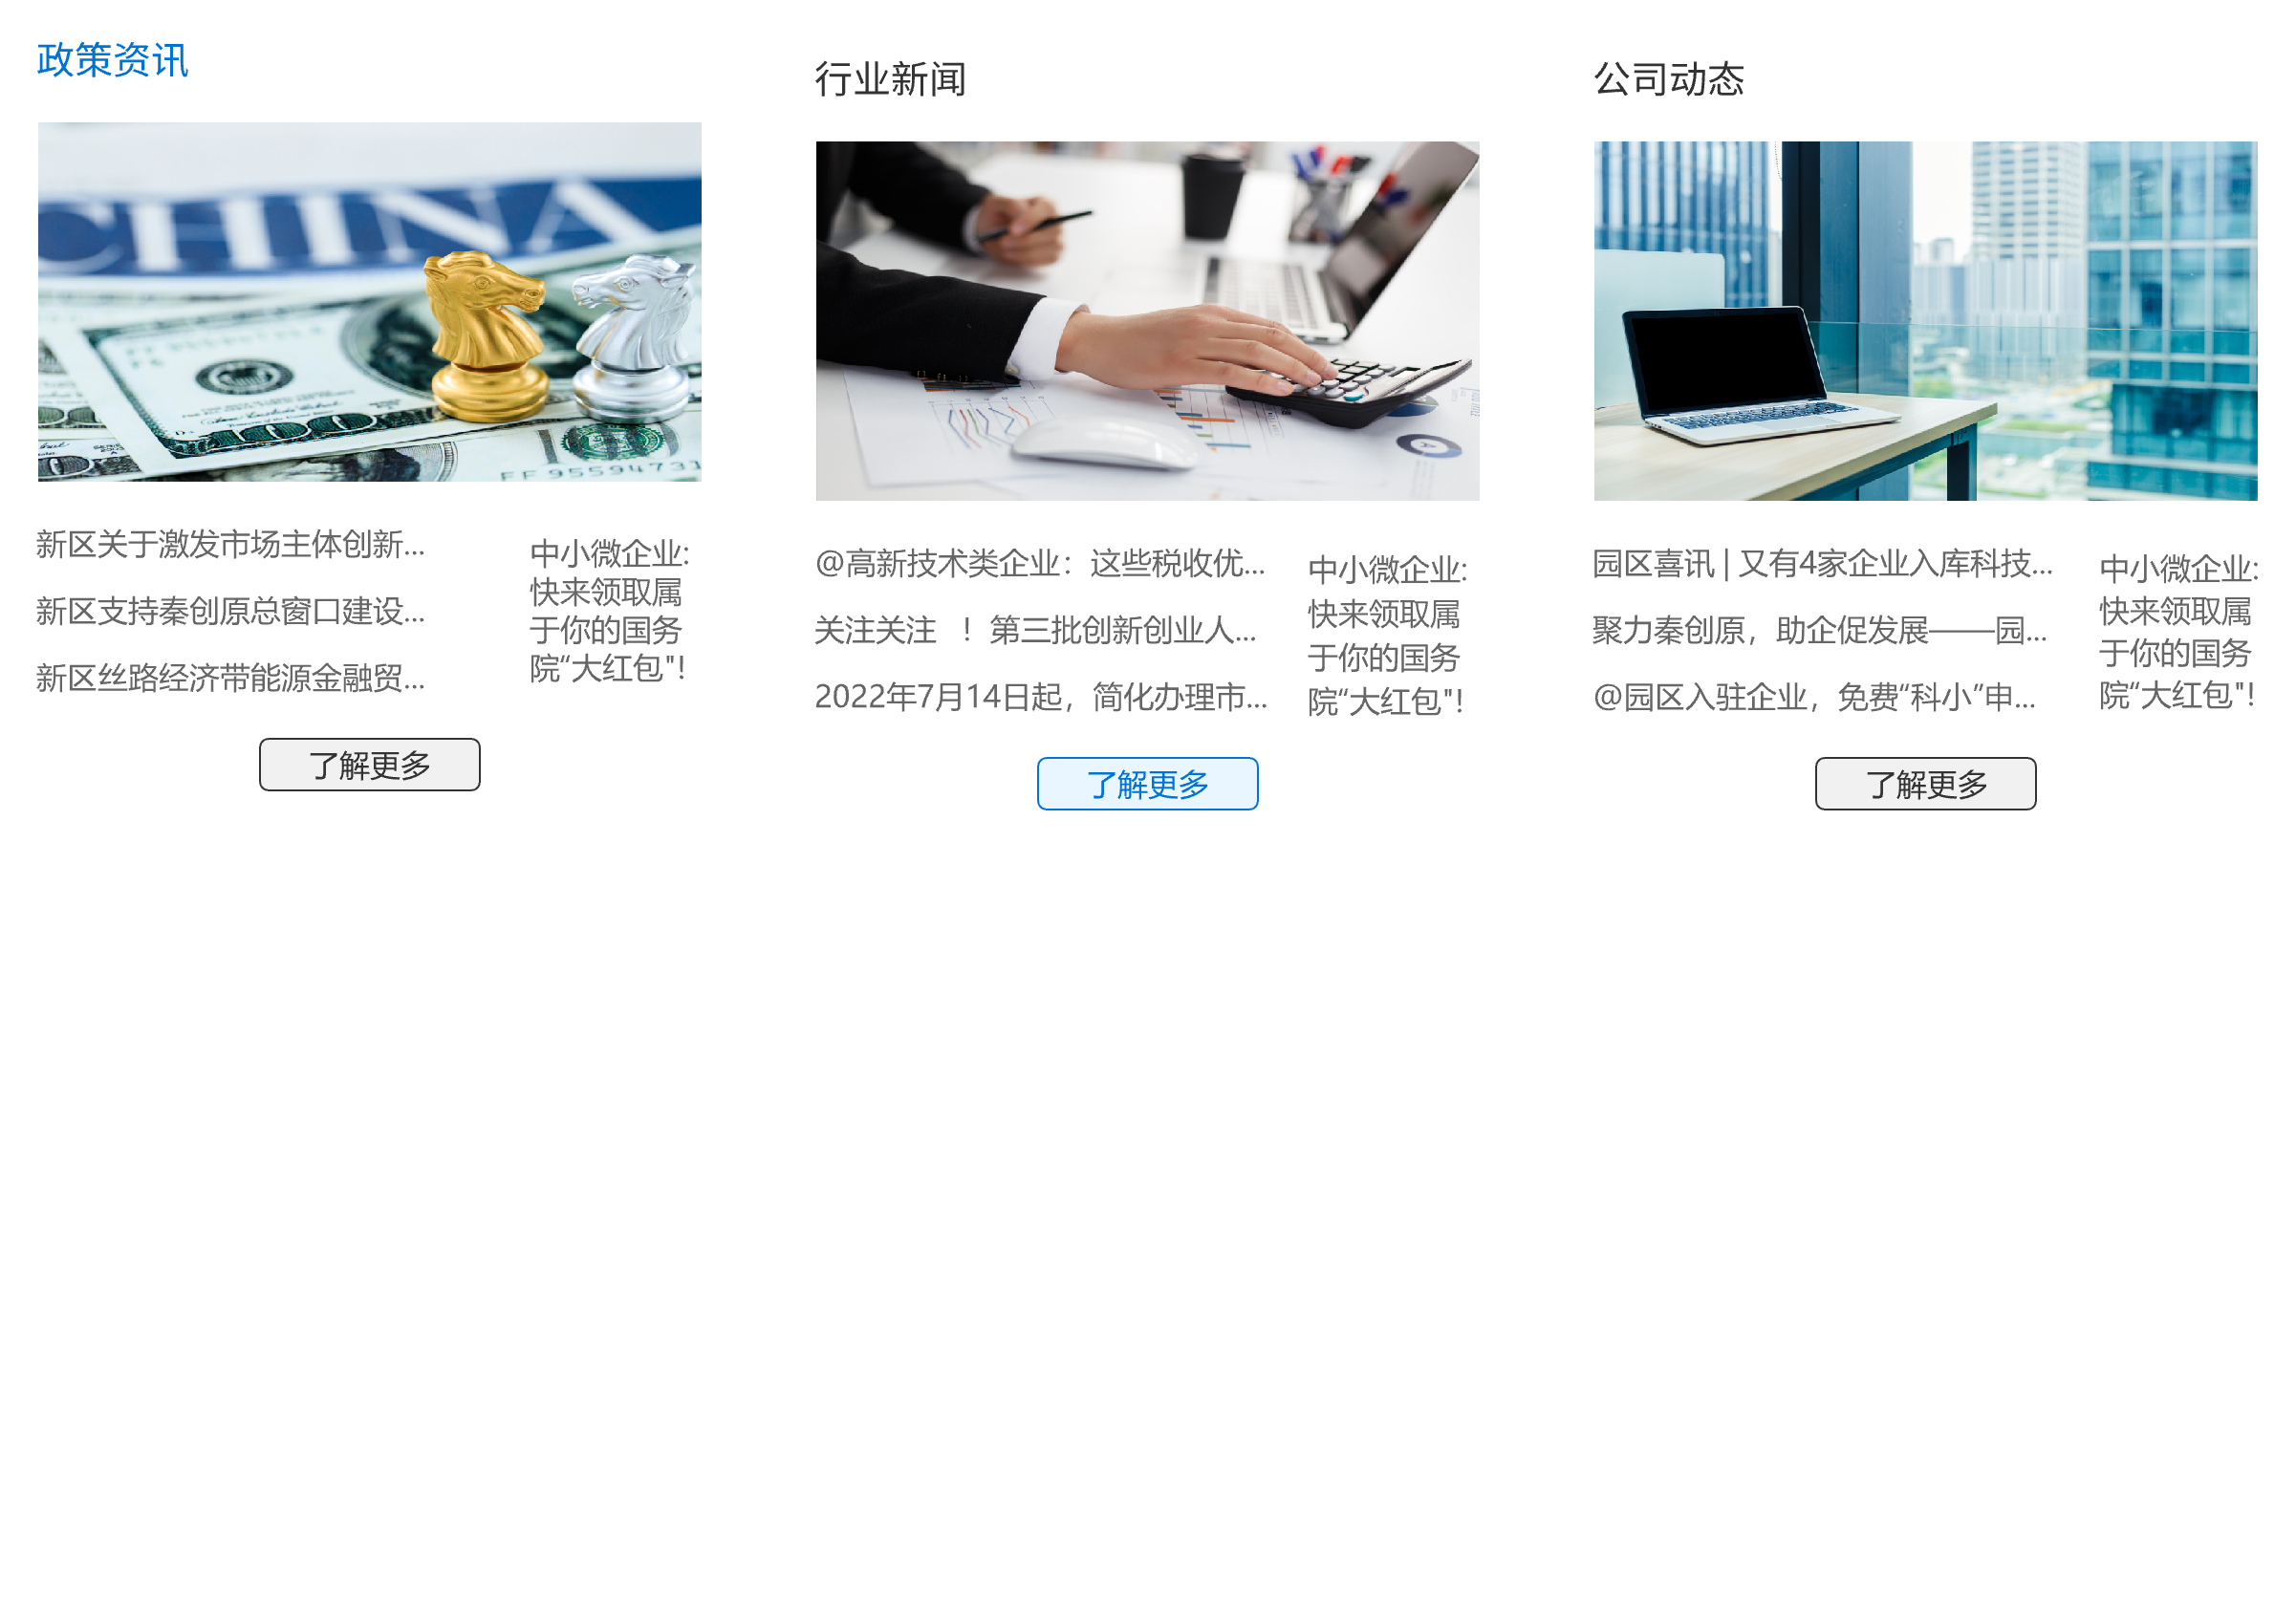 政策资讯
CHINA
100
FF 9559473
新区关于激发市场主体创新...
新区支持秦创原总窗口建设...
新区丝路经济带能源金融贸...
中小微企业:
快来领取属
于你的国务
院“大红包"!
了解更多
行业新闻
@高新技术类企业：这些税收优...
关注关注 ！第三批创新创业人...
2022年7月14日起，简化办理市...
中小微企业:
快来领取属
于你的国务
院“大红包"!
了解更多
公司动态
园区喜讯 | 又有4家企业入库科技...
聚力秦创原，助企促发展——园...
@园区入驻企业，免费“科小”申...
中小微企业:
快来领取属
于你的国务
院“大红包"!
了解更多